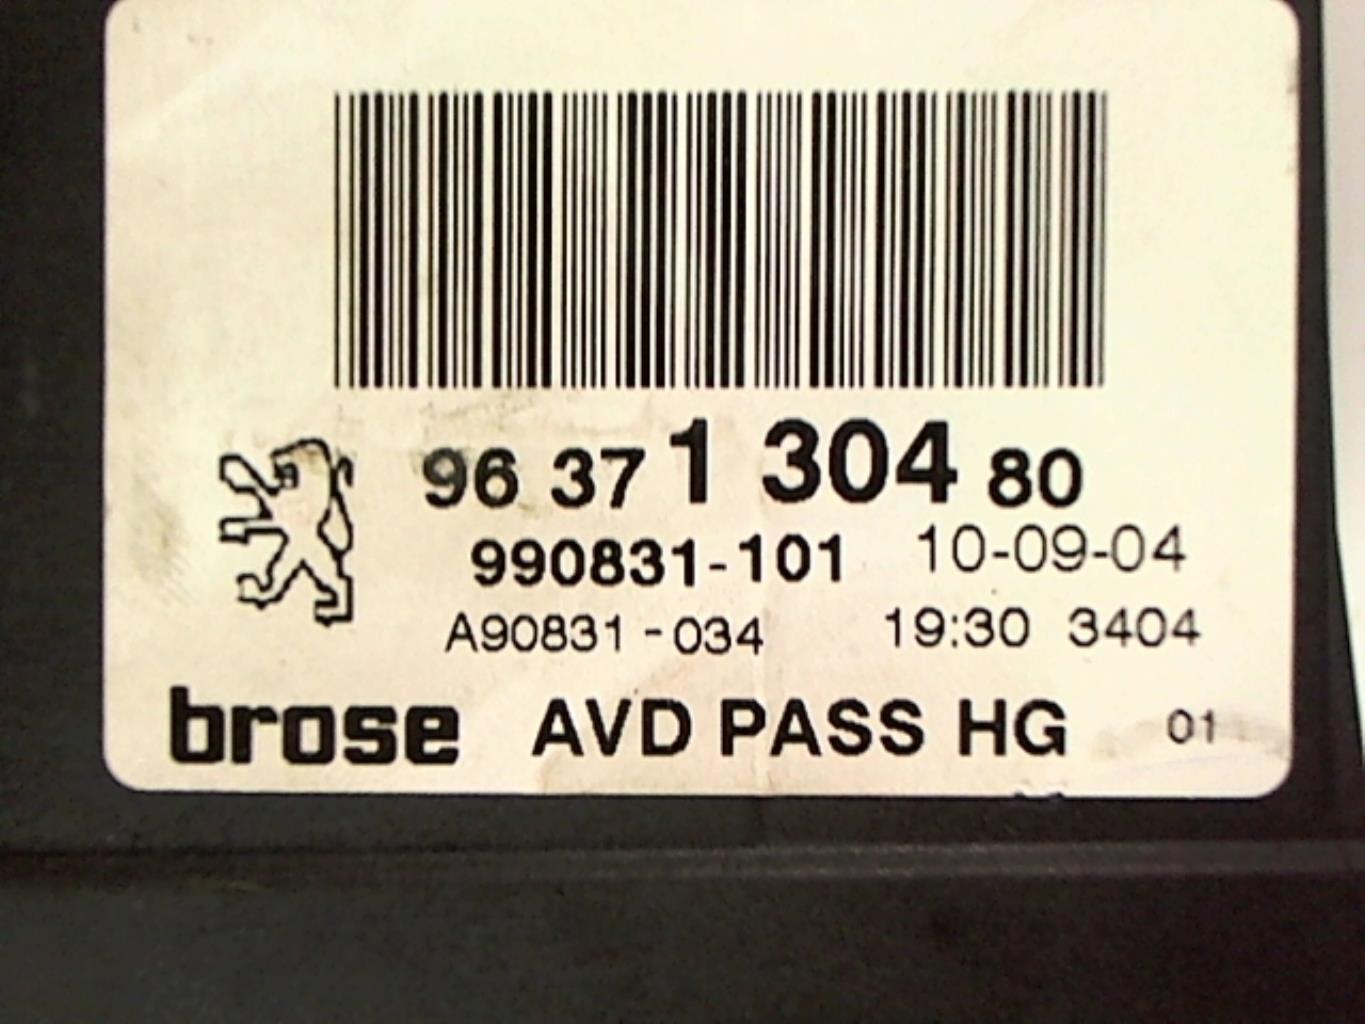 96 37 1 304 80
990831-101 10-09-04
A90831-034 19:30 3404
brose AVD PASS HG 01